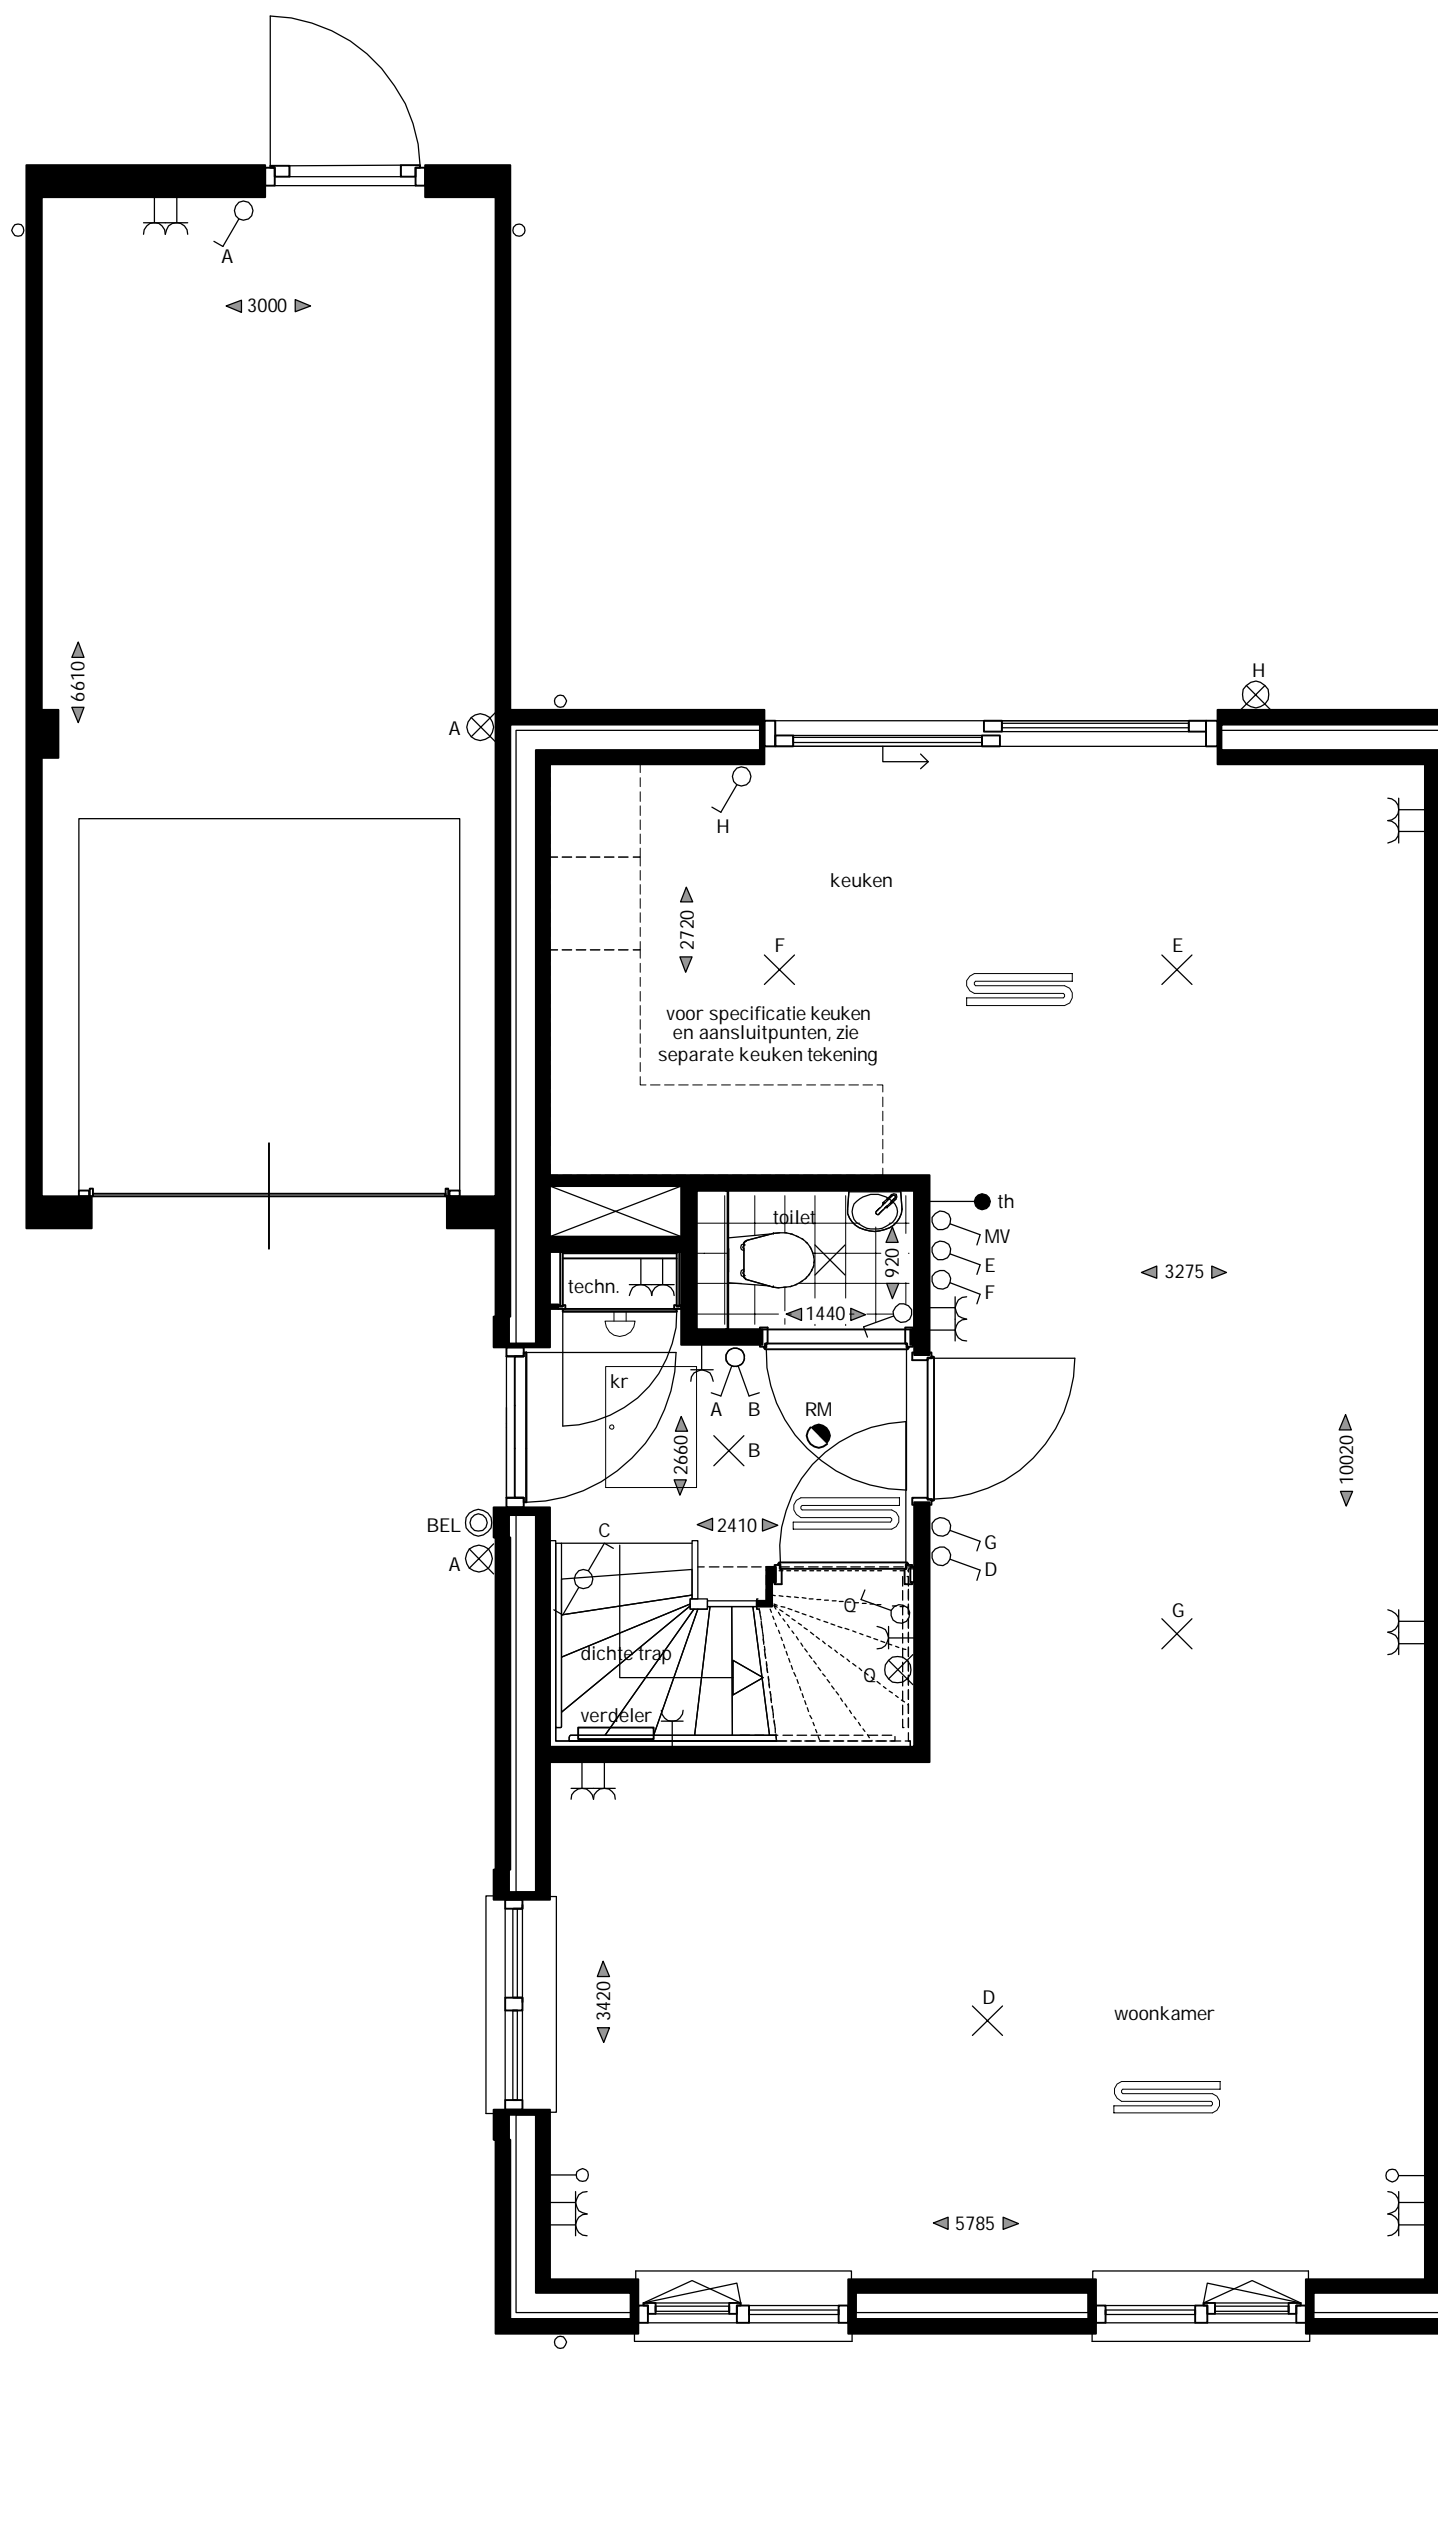 A
3000
6610
H
A
H
keuken
2720
F
E
voor specificatie keuken
en aansluitpunten, zie
separate keuken tekening
th
toilet
MV
920
E
3275
techn.
F
1440
kr
A
B
RM
2660
B
10020
BEL
2410
C
G
A
D
Q
G
dichte trap
Q
verdeler
3420
D
woonkamer
5785